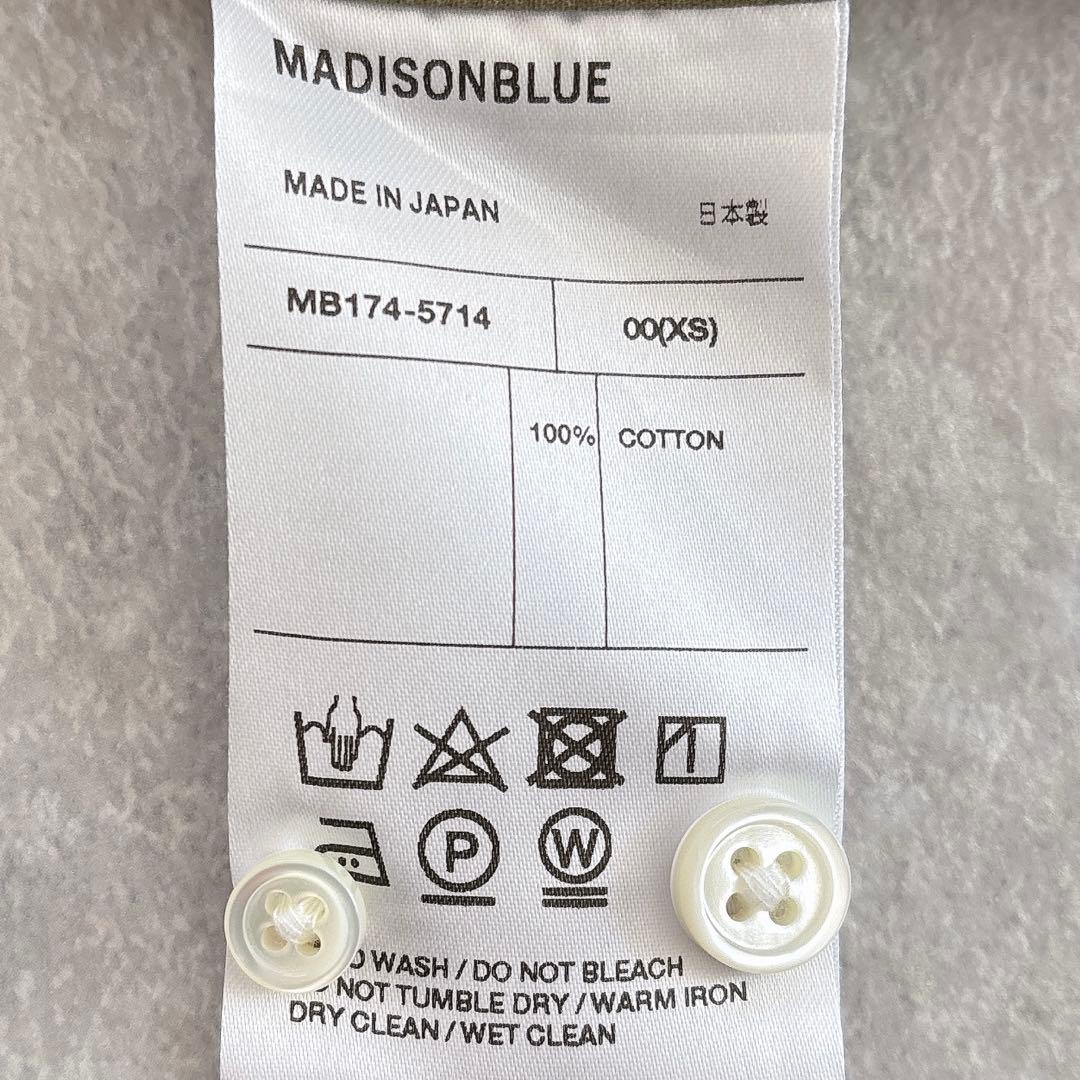 MADISONBLUE
MADE IN JAPAN 日本製
MB174-5714 00(XS)
100% COTTON
P W
WASH / DO NOT BLEACH
NOT TUMBLE DRY / WARM IRON
DRY CLEAN / WET CLEAN